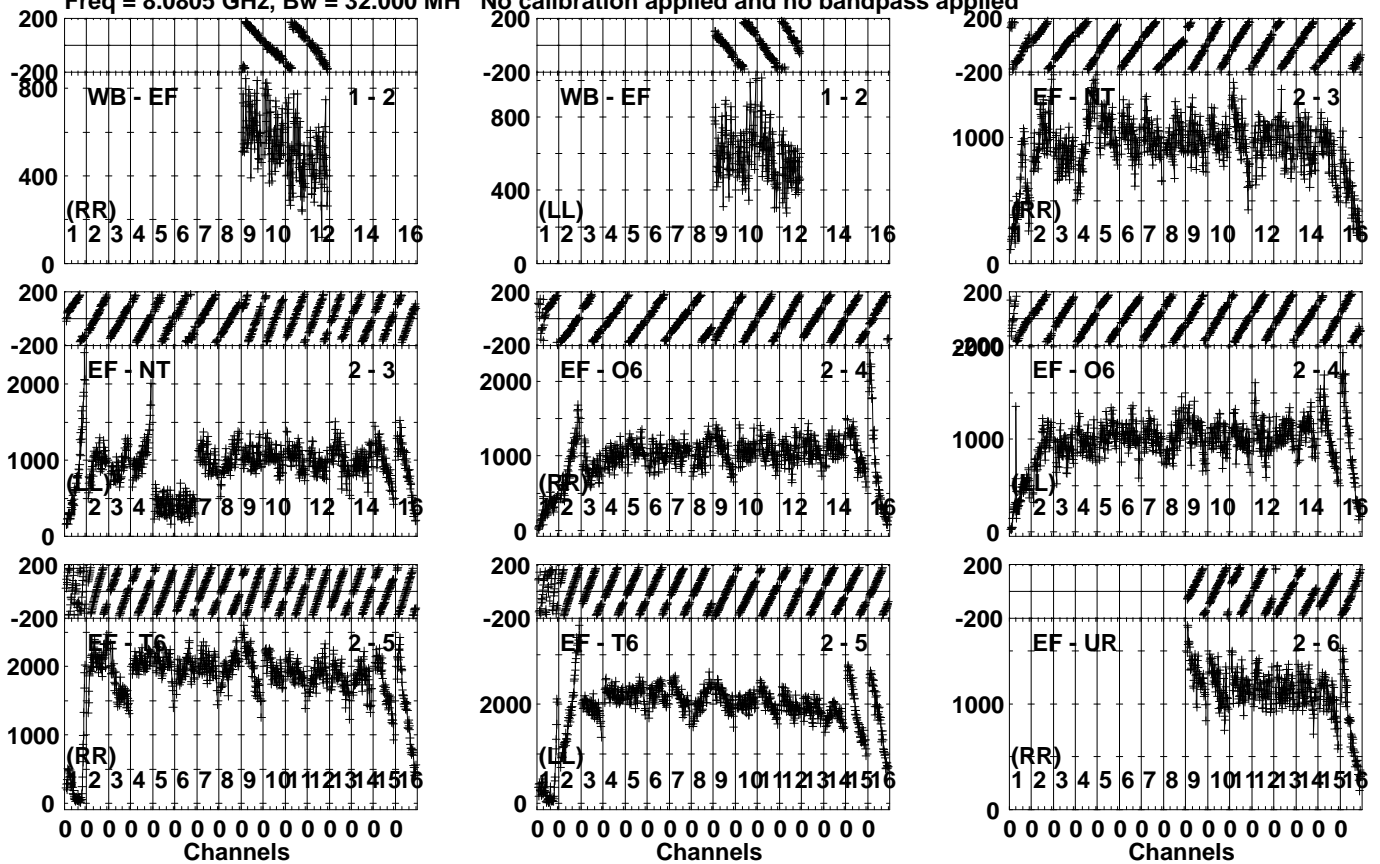 Freq = 8.0805 GHz, Bw = 32.000 MH No calibration applied and no bandpass applied
200 200 200
-200 -200 -200
800 WB - EF 1 - 2
800 WB - EF 1 - 2
1000 EF - NT 2 - 3
400 400
(RR) (LL) (RR)
1 2 3 4 5 6 7 8 9 10 12 14 16
1 2 3 4 5 6 7 8 9 10 12 14 16
1 2 3 4 5 6 7 8 9 10 12 14 16
0 0 0
200 200 200
-200 -200 -200
2000
2000 EF - NT 2 - 3
2000 EF - O6 2 - 4
EF - O6 2 - 4
1000 1000 1000
(LL) (RR) (LL)
1 2 3 4 7 8 9 10 12 14 16
1 2 3 4 5 6 7 8 9 10 12 14 16
1 2 3 4 5 6 7 8 9 10 12 14 16
0 0 0
200 200 200
-200 -200 -200
2000 EF - T6 2 - 5
EF - T6 2 - 5
EF - UR 2 - 6
2000
1000 1000
(RR) (LL) (RR)
2 3 4 5 6 7 8 9 10 11 12 13 14 15 16
1 2 3 4 5 6 7 8 9 10 11 12 13 14 15 16
1 2 3 4 5 6 7 8 9 10 11 12 13 14 15 16
0 0 0
0 0 0 0 0 0 0 0 0 0 0 0 0 0 0 0
0 0 0 0 0 0 0 0 0 0 0 0 0 0 0 0
0 0 0 0 0 0 0 0 0 0 0 0 0 0 0 0
Channels Channels Channels